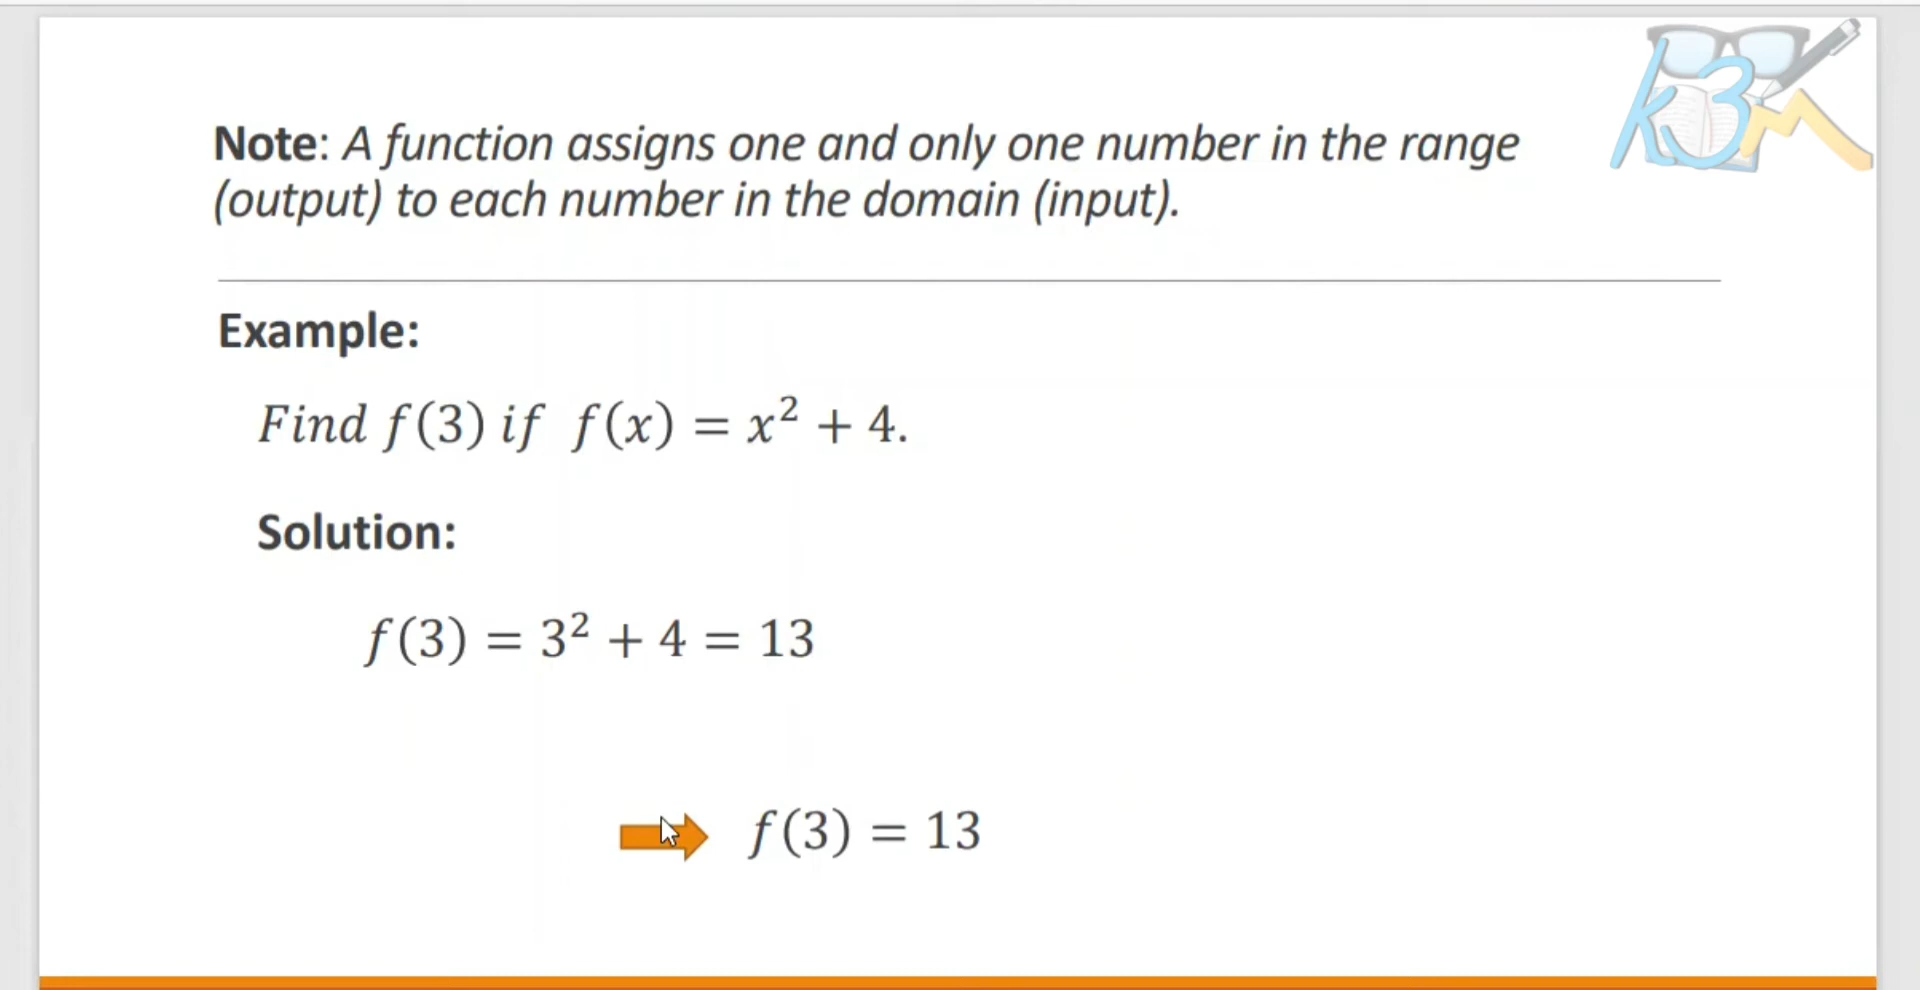 k3
Note: A function assigns one and only one number in the range
(output) to each number in the domain (input).
Example:
Find f(3) if f(x) = x² + 4.
Solution:
f(3) = 3² + 4 = 13
f(3) = 13